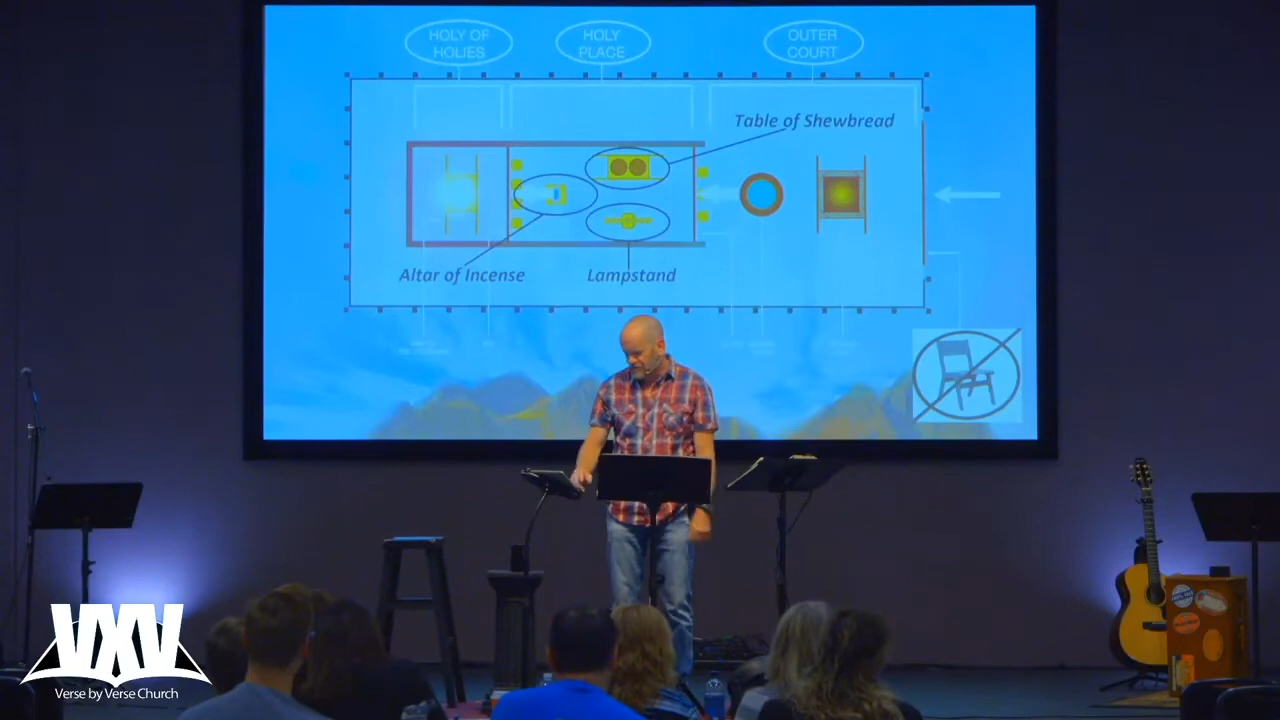 HOLY OF
HOLIES
HOLY
PLACE
OUTER
COURT
Table of Shewbread
Altar of Incense
Lampstand
VXV
Verse by Verse Church